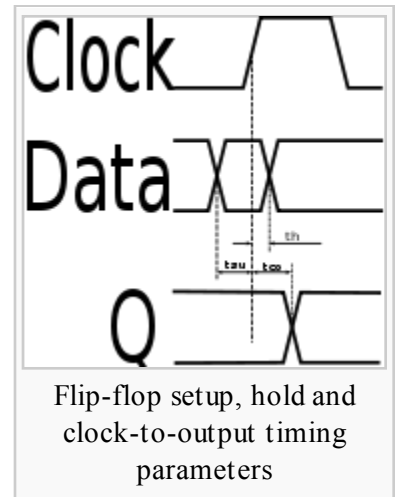 Clock
Data
th
tsu tco
Q
Flip-flop setup, hold and
clock-to-output timing
parameters